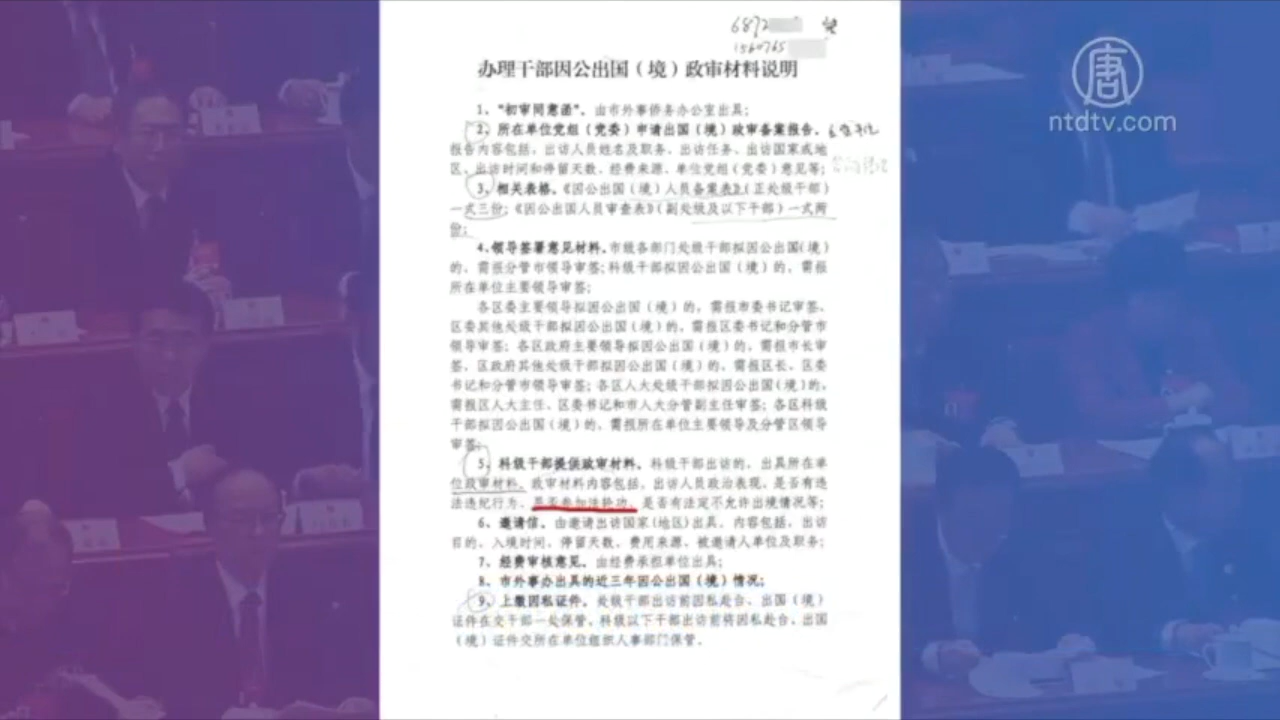 6872
1560765
唐
ntdtv.com
办理干部因公出国（境）政审材料说明
1、“初审同意函”。由市外事侨务办公室出具；
2、所在单位党组（党委）申请出国（境）政审备案报告。
报告内容包括，出访人员姓名及职务、出访任务、出访国家或地
区、出访时间和停留天数、经费来源、单位党组（党委）意见等；
3、相关表格。《因公出国（境）人员备案表》（正处级干部）
一式三份；《因公出国人员审查表》（副处级及以下干部）一式两
份；
4、领导签署意见材料。市级各部门处级干部拟因公出国（境）
的，需报分管市领导审签；科级干部拟因公出国（境）的，需报
所在单位主要领导审签；
各区委主要领导拟因公出国（境）的，需报市委书记审签、
区委其他处级干部拟因公出国（境）的，需报区委书记和分管市
领导审签；各区政府主要领导拟因公出国（境）的，需报市长审
签、区政府其他处级干部拟因公出国（境）的，需报区长、区委
书记和分管市领导审签；各区人大处级干部拟因公出国（境）的，
需报区人大主任、区委书记和市人大分管副主任审签；各区科级
干部拟因公出国（境）的，需报所在单位主要领导及分管区领导
审签；
5、科级干部提供政审材料。科级干部出访的，出具所在单
位政审材料。政审材料内容包括，出访人员政治表现、是否有违
法违纪行为、是否参加法轮功、是否有法定不允许出境情况等；
6、邀请信。由邀请出访国家（地区）出具，内容包括，出访
目的、入境时间、停留天数、费用来源、被邀请人单位及职务；
7、经费审核意见。由经费承担单位出具；
8、市外事办出具的近三年因公出国（境）情况；
9、上缴因私证件。处级干部出访前因私赴台、出国（境）
证件在交干部一处保管。科级以下干部出访前将因私赴台、出国
（境）证件交所在单位组织人事部门保管。